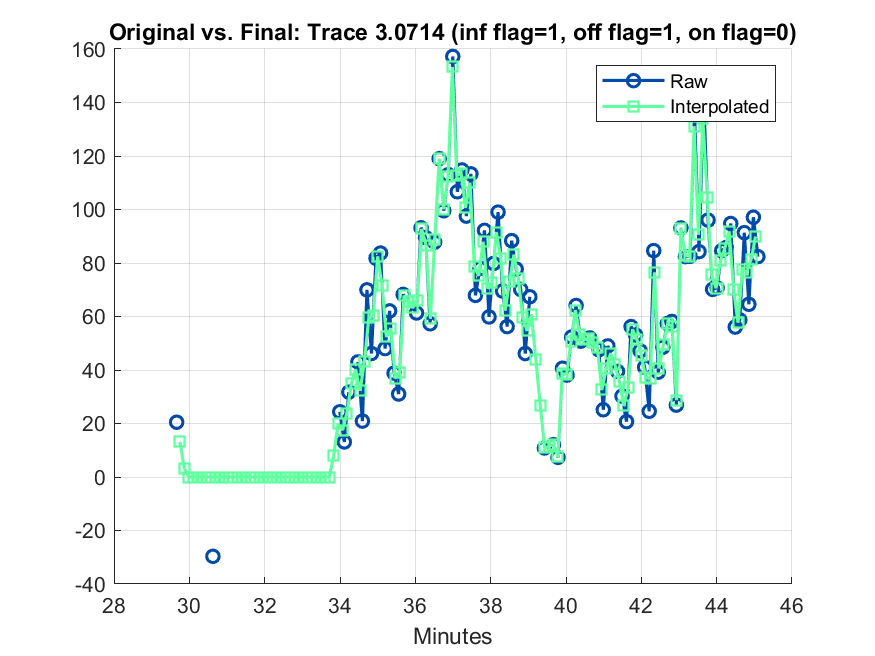 Original vs. Final: Trace 3.0714 (inf flag=1, off flag=1, on flag=0)
160
140
120
100
80
60
40
20
0
-20
-40
Raw
Interpolated
28 30 32 34 36 38 40 42 44 46
Minutes